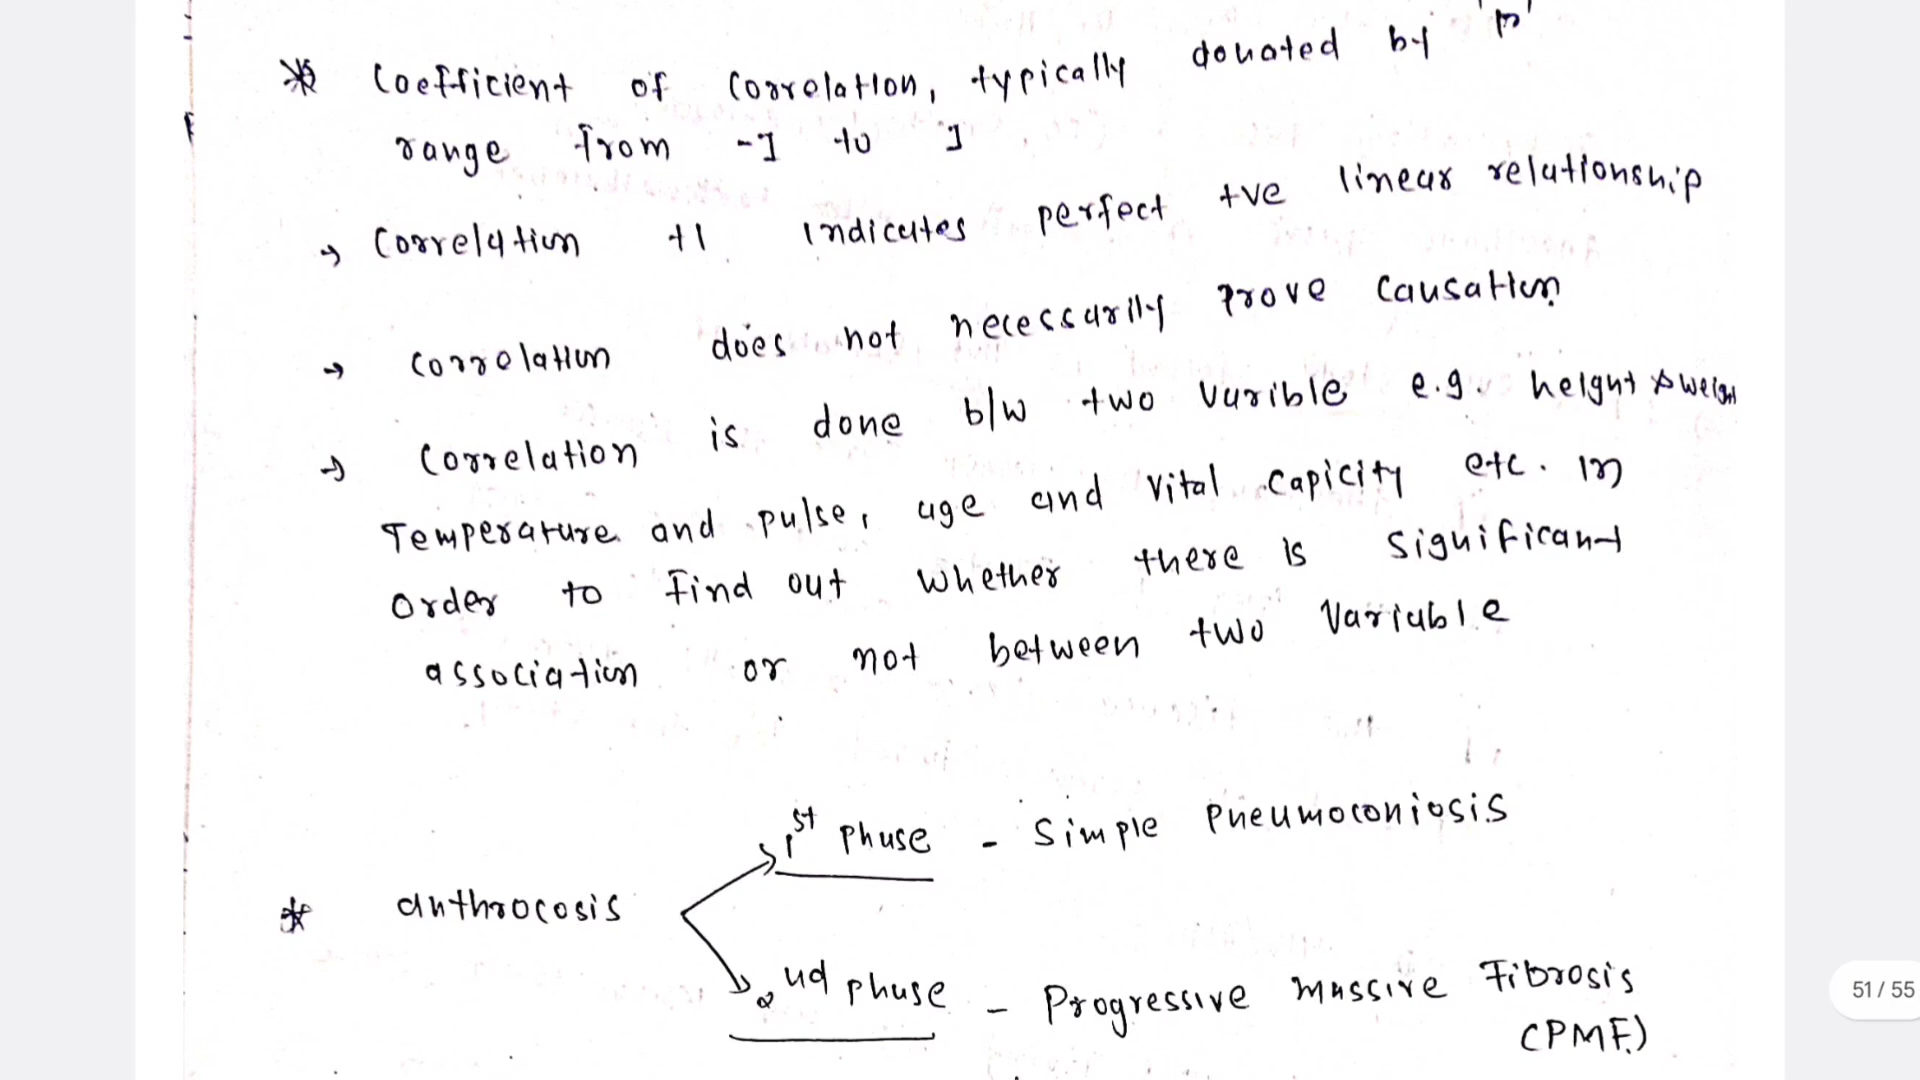 * Coefficient of Correlation, typically donoted by 'r'
range from -1 to 1
→ Correlation +1 indicates perfect +ve linear relationship
→ Correlation does not necessarily prove causation
→ Correlation is done b/w two varible e.g. height & weight
Temperature and pulse, age and vital capicity etc. in
order to find out whether there is significant
association or not between two variable
1st phase - Simple Pneumoconiosis
* anthrocosis
2nd phase - Progressive massive Fibrosis
(PMF)
51 / 55